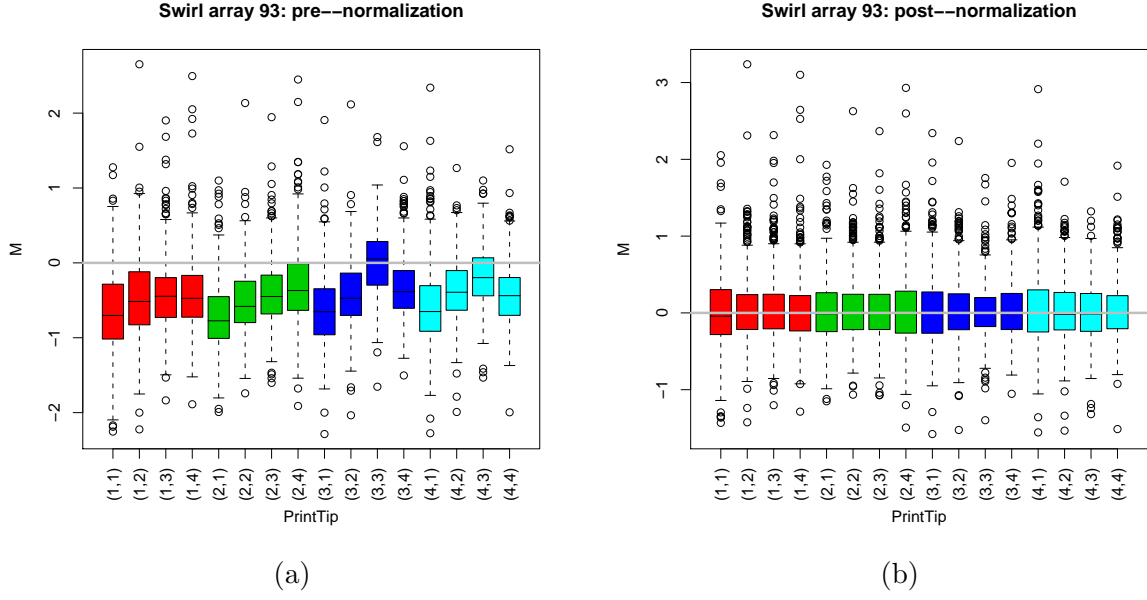 Swirl array 93: pre−−normalization
M
2
1
0
−1
−2
(1,1) (1,2) (1,3) (1,4) (2,1) (2,2) (2,3) (2,4) (3,1) (3,2) (3,3) (3,4) (4,1) (4,2) (4,3) (4,4)
PrintTip
(a)
Swirl array 93: post−−normalization
M
3
2
1
0
−1
(1,1) (1,2) (1,3) (1,4) (2,1) (2,2) (2,3) (2,4) (3,1) (3,2) (3,3) (3,4) (4,1) (4,2) (4,3) (4,4)
PrintTip
(b)